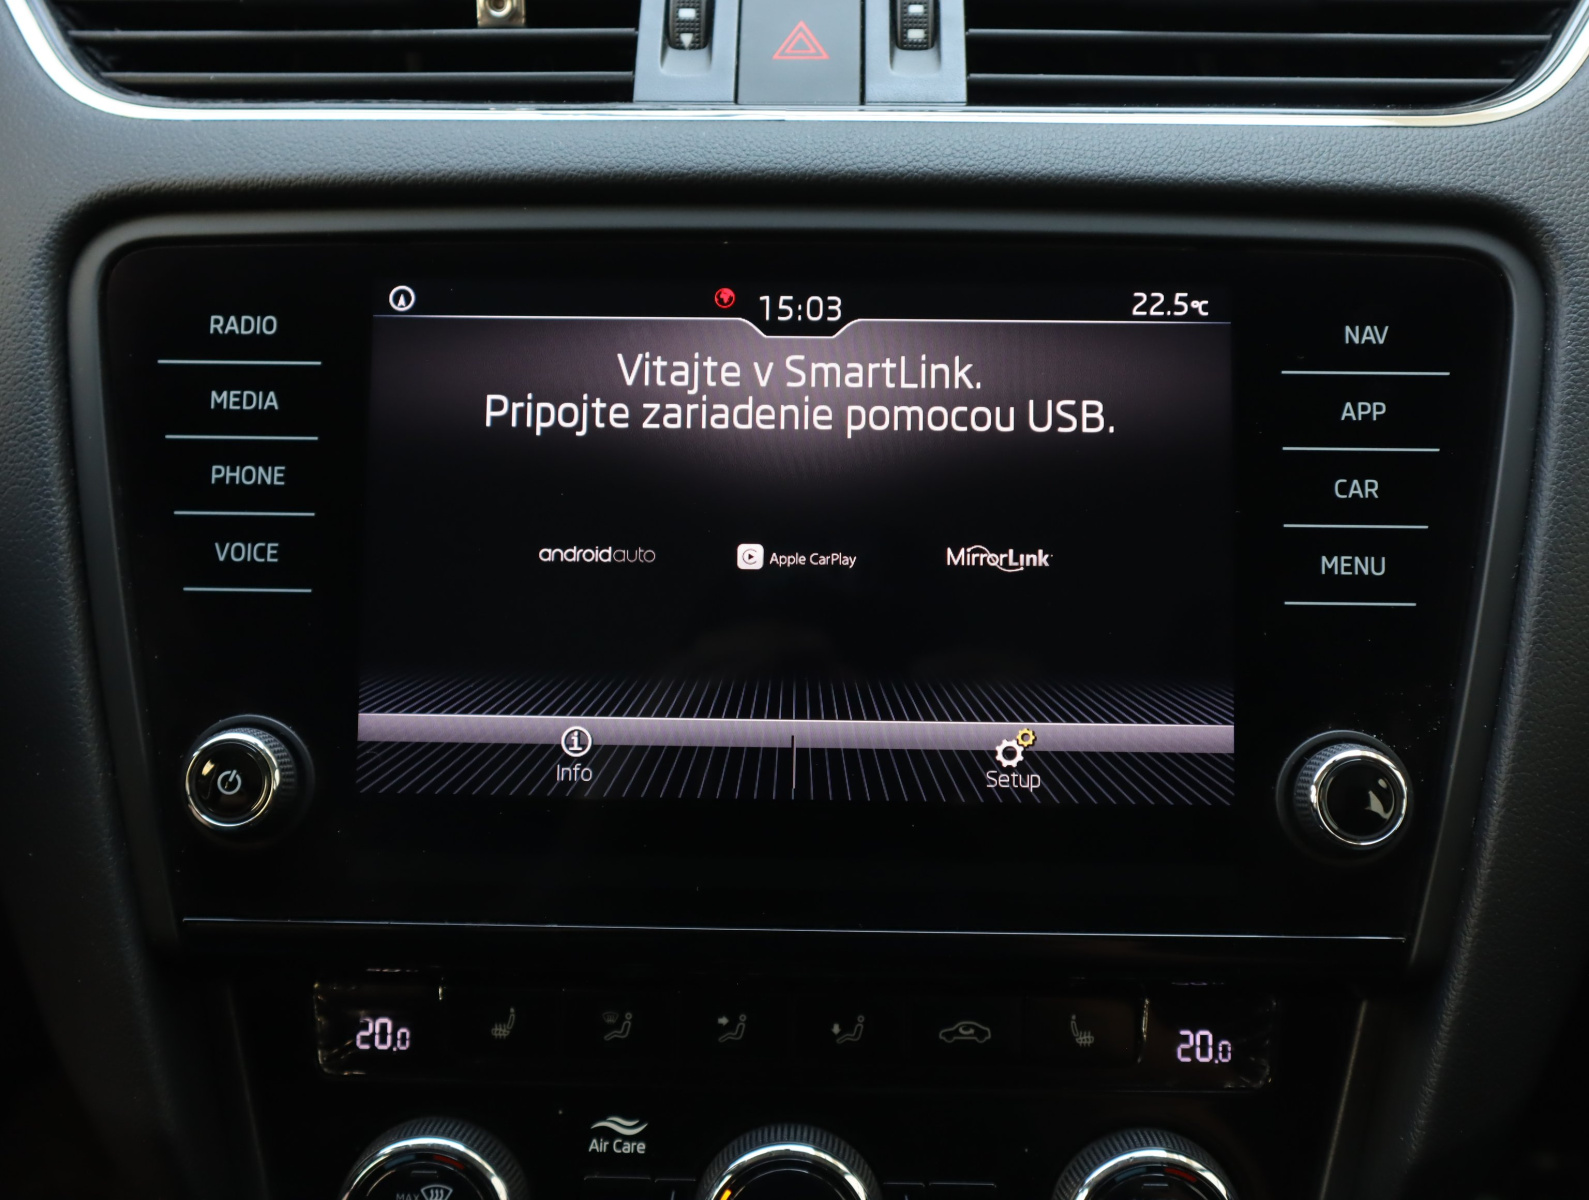 15:03
22.5°C
RADIO
MEDIA
PHONE
VOICE
Vitajte v SmartLink.
Pripojte zariadenie pomocou USB.
androidauto
Apple CarPlay
MirrorLink
Info
Setup
NAV
APP
CAR
MENU
20.0
20.0
Air Care
MAX